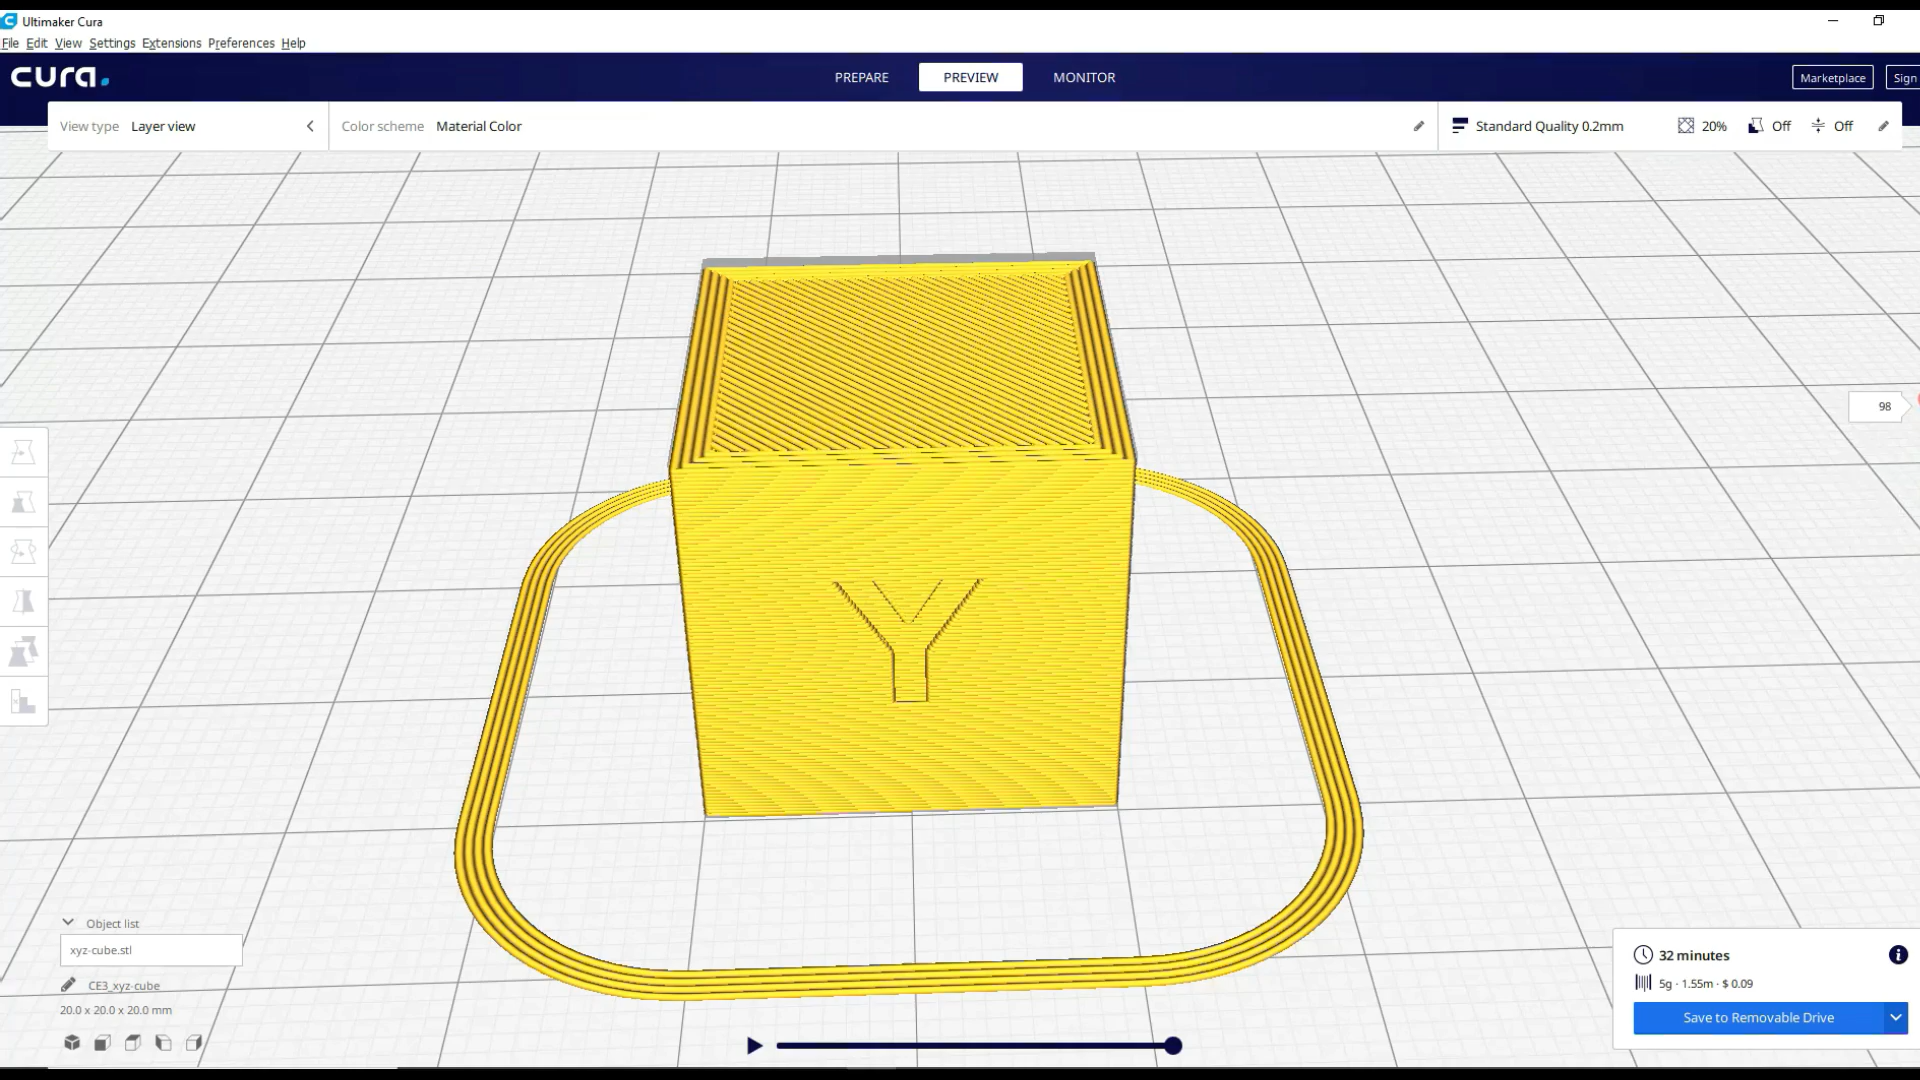 Ultimaker Cura
File Edit View Settings Extensions Preferences Help
cura.
PREPARE PREVIEW MONITOR
Marketplace Sign
View type Layer view
Color scheme Material Color
Standard Quality 0.2mm 20% Off Off
98
Y
Object list
xyz-cube.stl
CE3_xyz-cube
20.0 x 20.0 x 20.0 mm
32 minutes
5g · 1.55m · $ 0.09
Save to Removable Drive